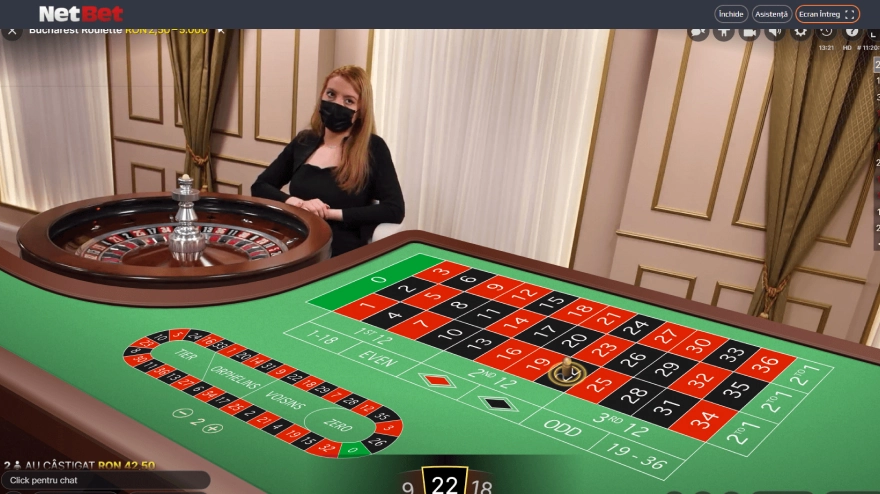 NetBet
Închide
Asistență
Ecran Întreg
Bucharest Roulette RON 2,50 – 5.000
13:21 HD
0
3 6 9 12 15 18 21 24 27 30 33 36
2 5 8 11 14 17 20 23 26 29 32 35
1 4 7 10 13 16 19 25 28 31 34
2 TO 1
2 TO 1
2 TO 1
1ST 12
2ND 12
3RD 12
1-18
EVEN
ODD
19 - 36
TIER
ORPHELINS
VOISINS
ZERO
2
2 AU CÂȘTIGAT RON 42,50
Click pentru chat
9 22 18